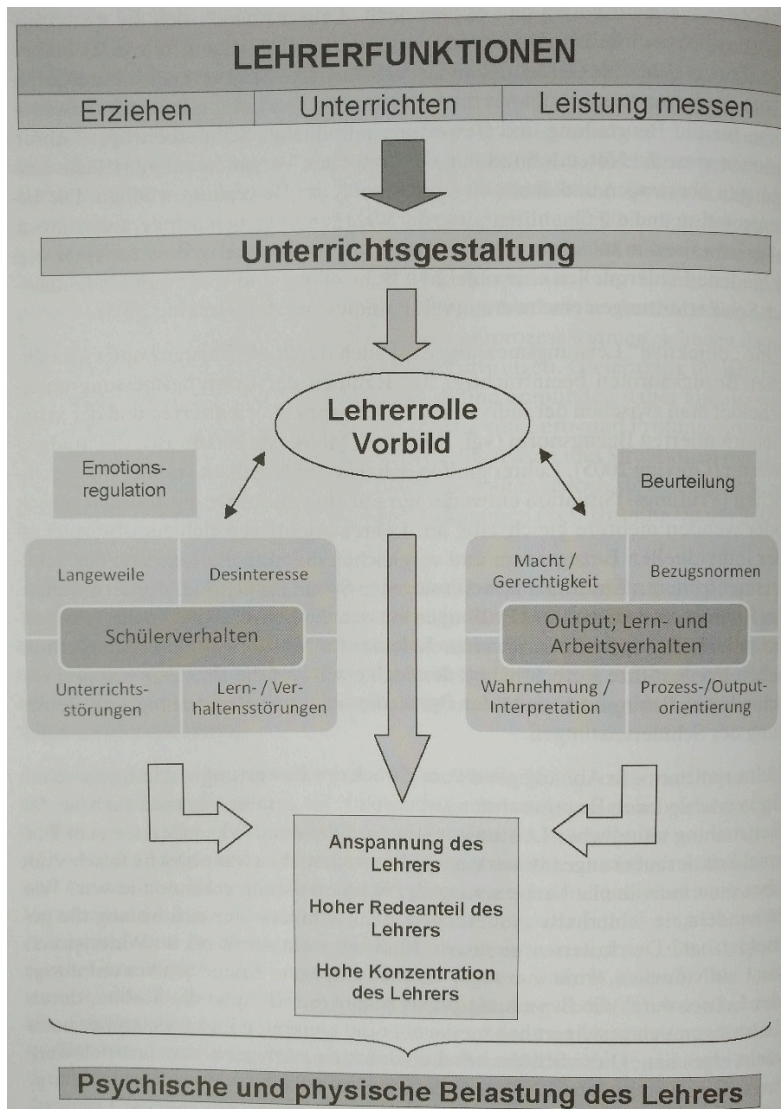 LEHRERFUNKTIONEN
Erziehen
Unterrichten
Leistung messen
Unterrichtsgestaltung
Lehrerrolle
Vorbild
Emotions-
regulation
Beurteilung
Langeweile
Desinteresse
Schülerverhalten
Unterrichts-
störungen
Lern- / Ver-
haltensstörungen
Macht /
Gerechtigkeit
Bezugsnormen
Output; Lern- und
Arbeitsverhalten
Wahrnehmung /
Interpretation
Prozess-/Output-
orientierung
Anspannung des
Lehrers
Hoher Redeanteil des
Lehrers
Hohe Konzentration
des Lehrers
Psychische und physische Belastung des Lehrers